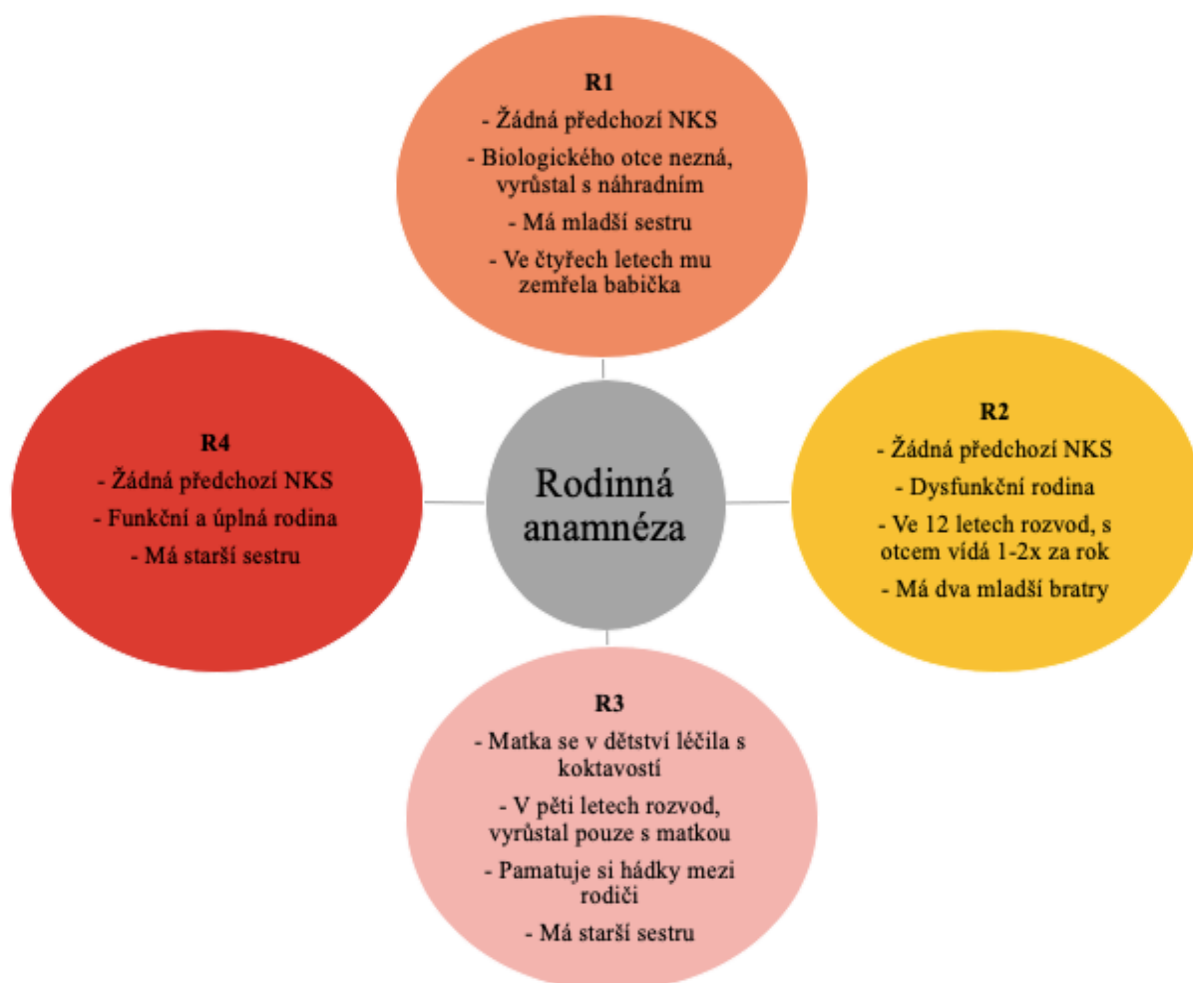 R1
- Žádná předchozí NKS
- Biologického otce nezná,
vyrůstal s náhradním
- Má mladší sestru
- Ve čtyřech letech mu
zemřela babička
R4
- Žádná předchozí NKS
- Funkční a úplná rodina
- Má starší sestru
Rodinná
anamnéza
R2
- Žádná předchozí NKS
- Dysfunkční rodina
- Ve 12 letech rozvod, s
otcem vídá 1-2x za rok
- Má dva mladší bratry
R3
- Matka se v dětství léčila s
koktavostí
- V pěti letech rozvod,
vyrůstal pouze s matkou
- Pamatuje si hádky mezi
rodiči
- Má starší sestru